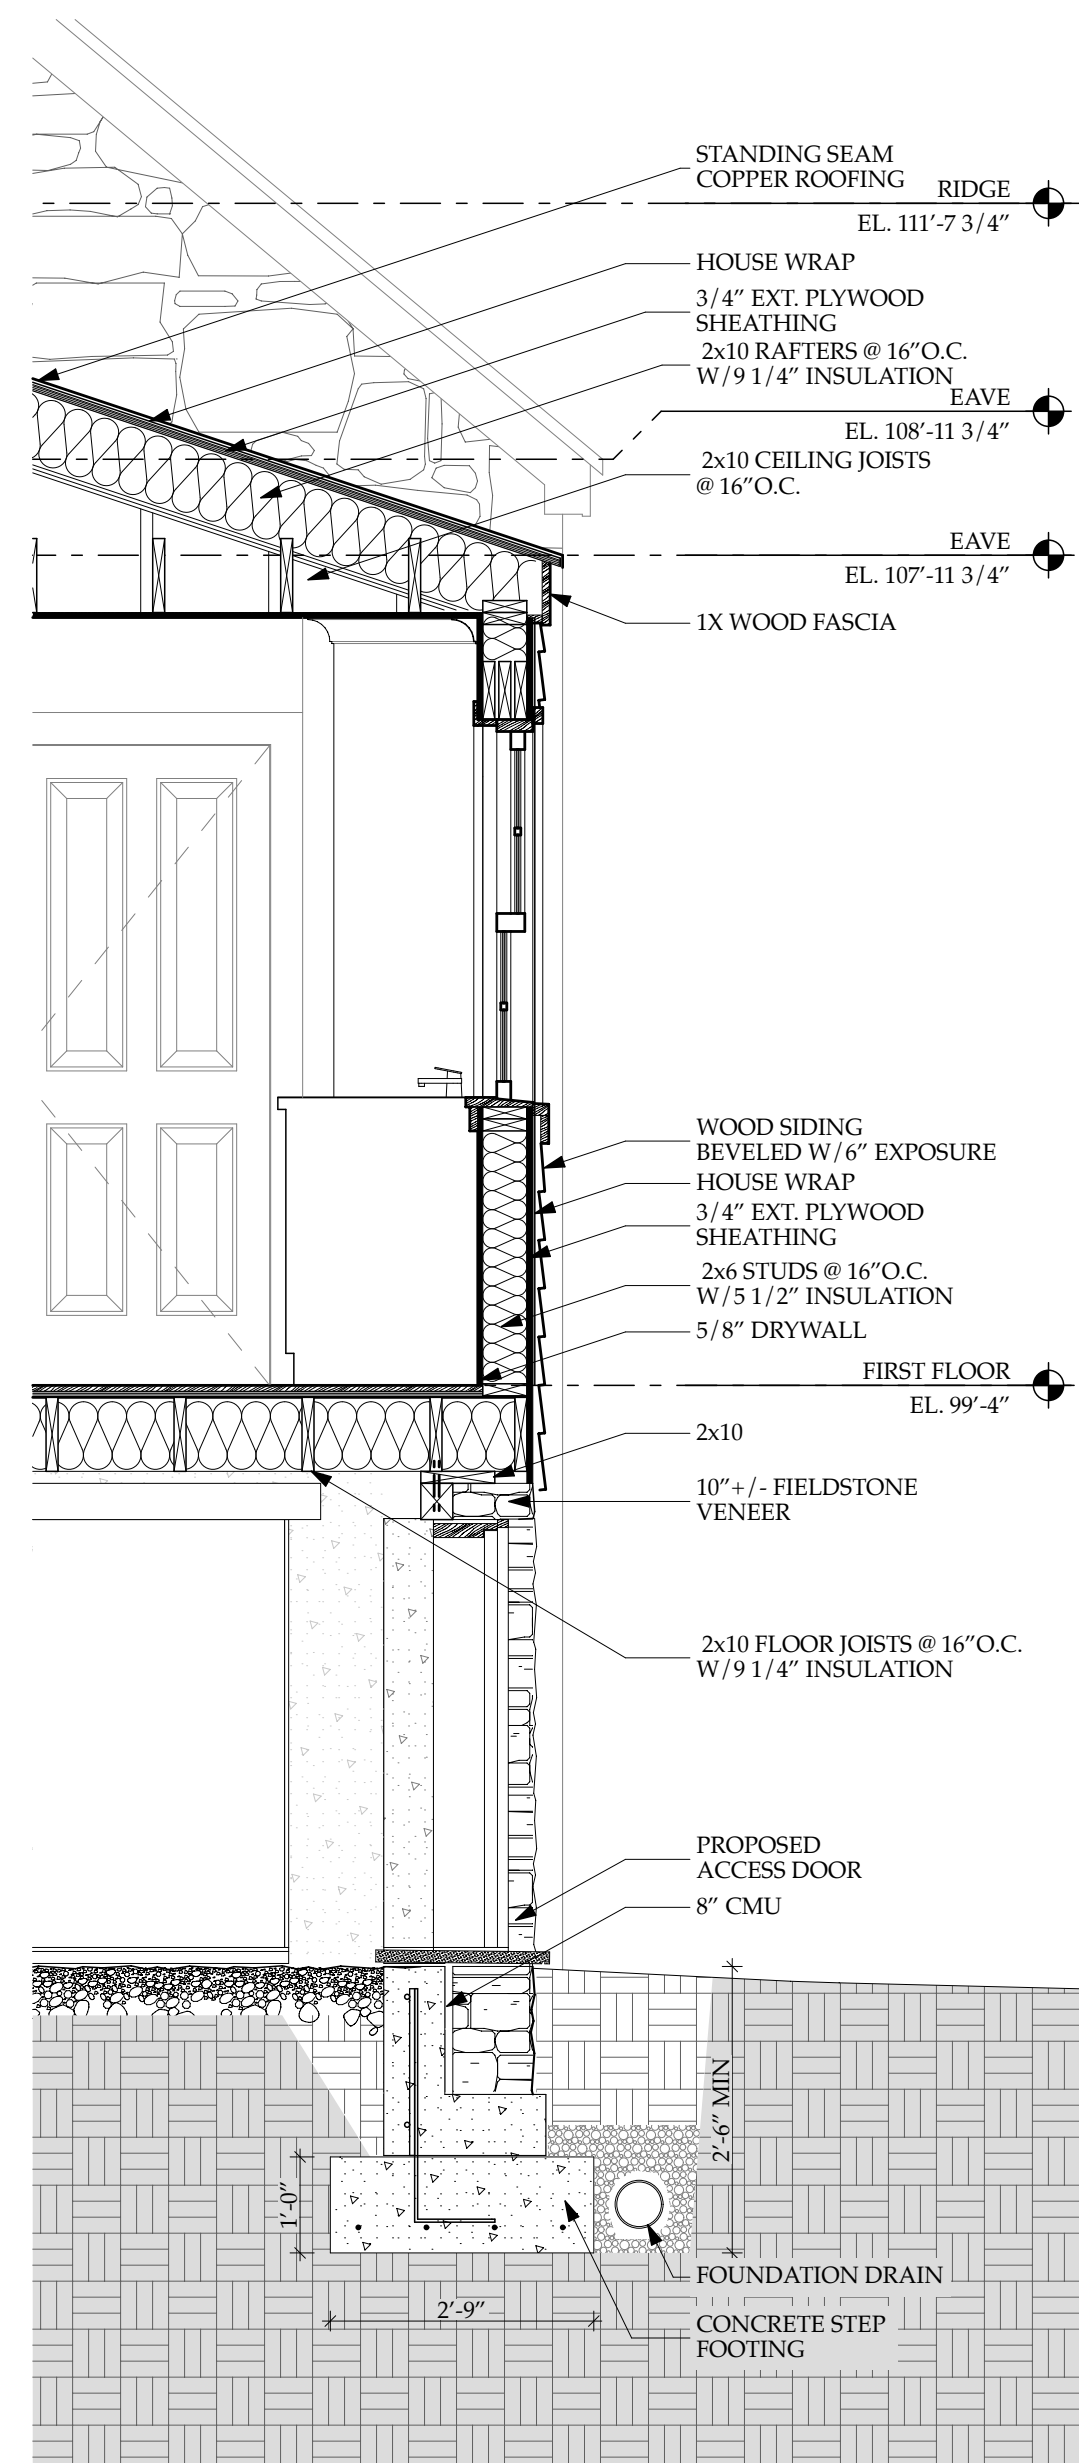 STANDING SEAM
COPPER ROOFING
RIDGE
EL. 111'-7 3/4"
HOUSE WRAP
3/4" EXT. PLYWOOD
SHEATHING
2x10 RAFTERS @ 16"O.C.
W/9 1/4" INSULATION
EAVE
EL. 108'-11 3/4"
2x10 CEILING JOISTS
@ 16"O.C.
EAVE
EL. 107'-11 3/4"
1X WOOD FASCIA
WOOD SIDING
BEVELED W/6" EXPOSURE
HOUSE WRAP
3/4" EXT. PLYWOOD
SHEATHING
2x6 STUDS @ 16"O.C.
W/5 1/2" INSULATION
5/8" DRYWALL
FIRST FLOOR
EL. 99'-4"
2x10
10"+/- FIELDSTONE
VENEER
2x10 FLOOR JOISTS @ 16"O.C.
W/9 1/4" INSULATION
PROPOSED
ACCESS DOOR
8" CMU
2'-6" MIN
1'-0"
FOUNDATION DRAIN
2'-9"
CONCRETE STEP
FOOTING